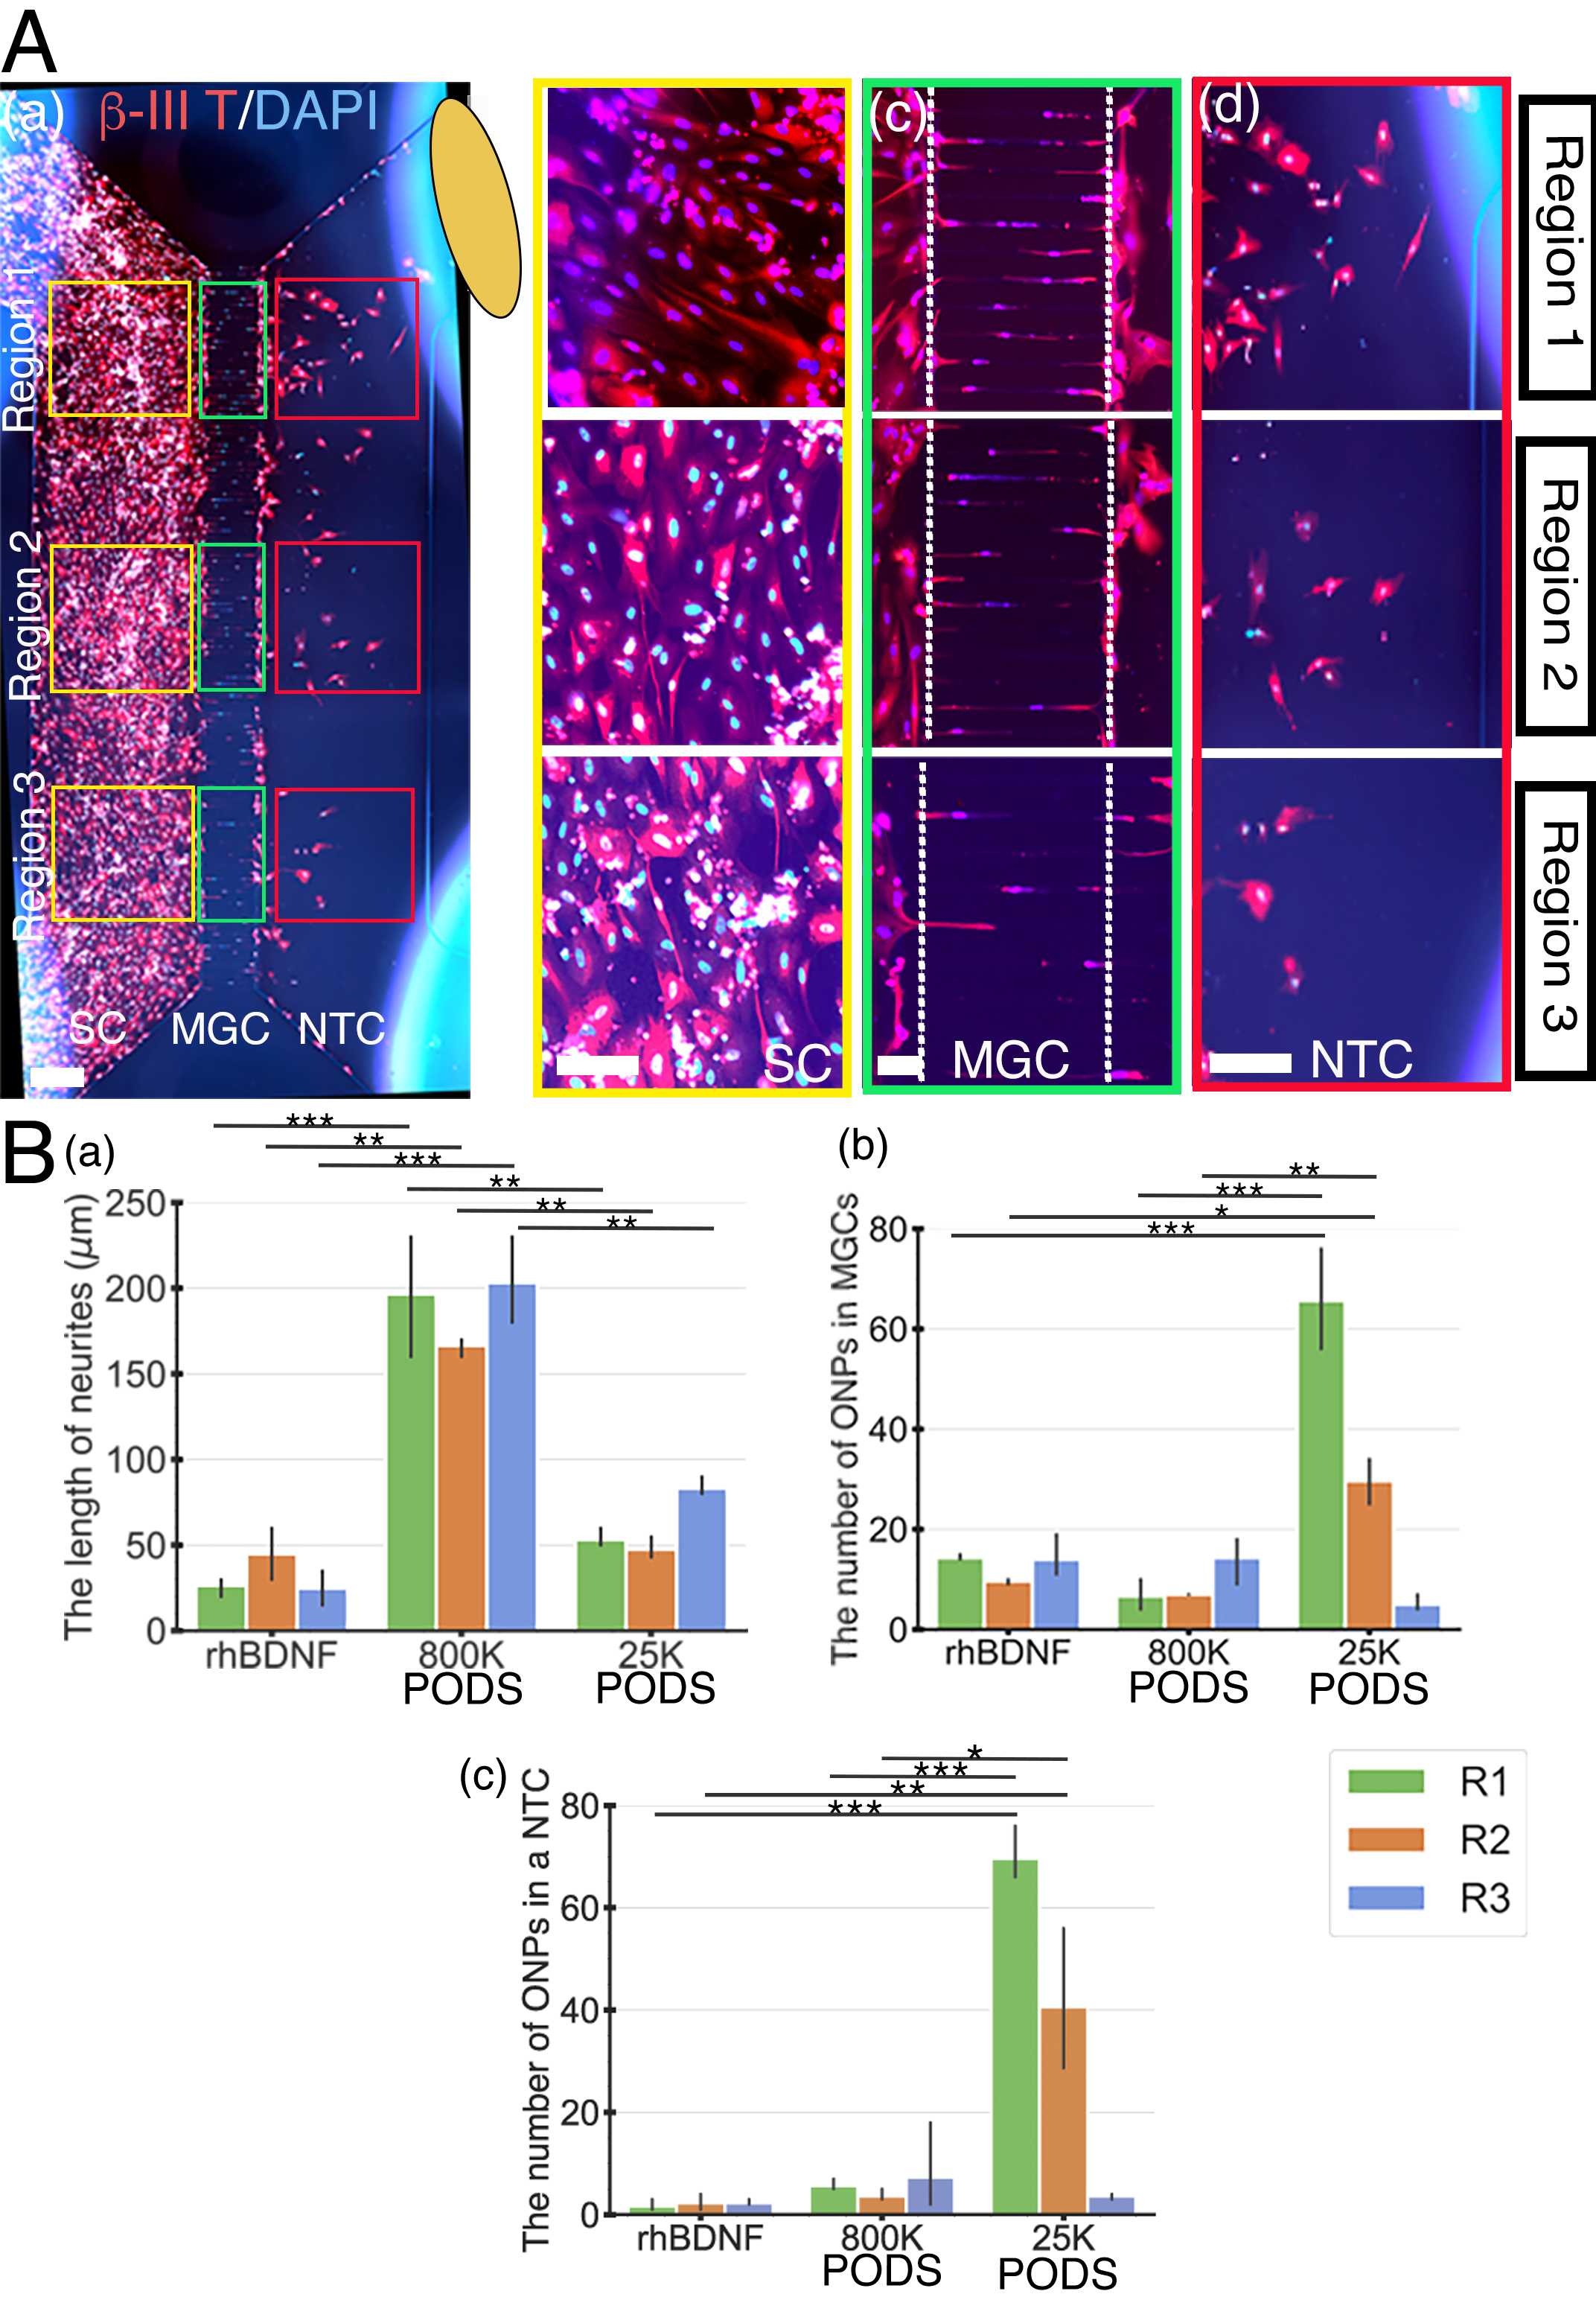 A
(a) β-III T/DAPI
Region 1
Region 2
Region 3
SC MGC NTC
SC
(c)
MGC
(d)
NTC
Region 1
Region 2
Region 3
B
(a)
***
**
***
**
**
**
The length of neurites (µm)
250
200
150
100
50
0
rhBDNF
800K
PODS
25K
PODS
(b)
**
***
*
***
The number of ONPs in MGCs
80
60
40
20
0
rhBDNF
800K
PODS
25K
PODS
(c)
*
***
**
***
The number of ONPs in a NTC
80
60
40
20
0
rhBDNF
800K
PODS
25K
PODS
R1
R2
R3